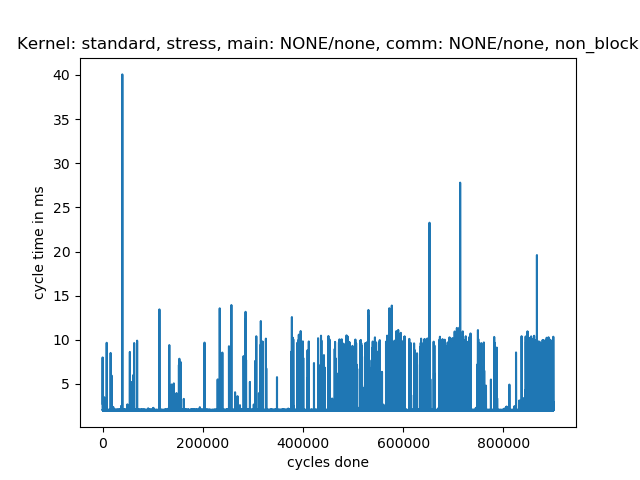 Kernel: standard, stress, main: NONE/none, comm: NONE/none, non_block
40
35
30
25
20
15
10
5
cycle time in ms
0 200000 400000 600000 800000
cycles done